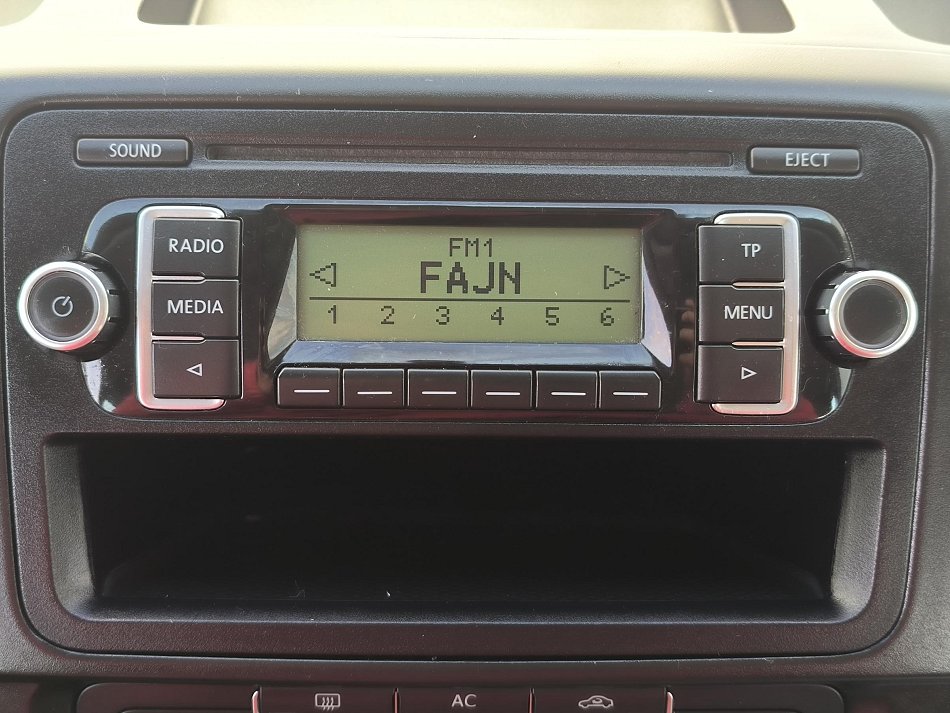 SOUND
EJECT
RADIO
FM1
TP
FAJN
MEDIA
MENU
1 2 3 4 5 6
AC